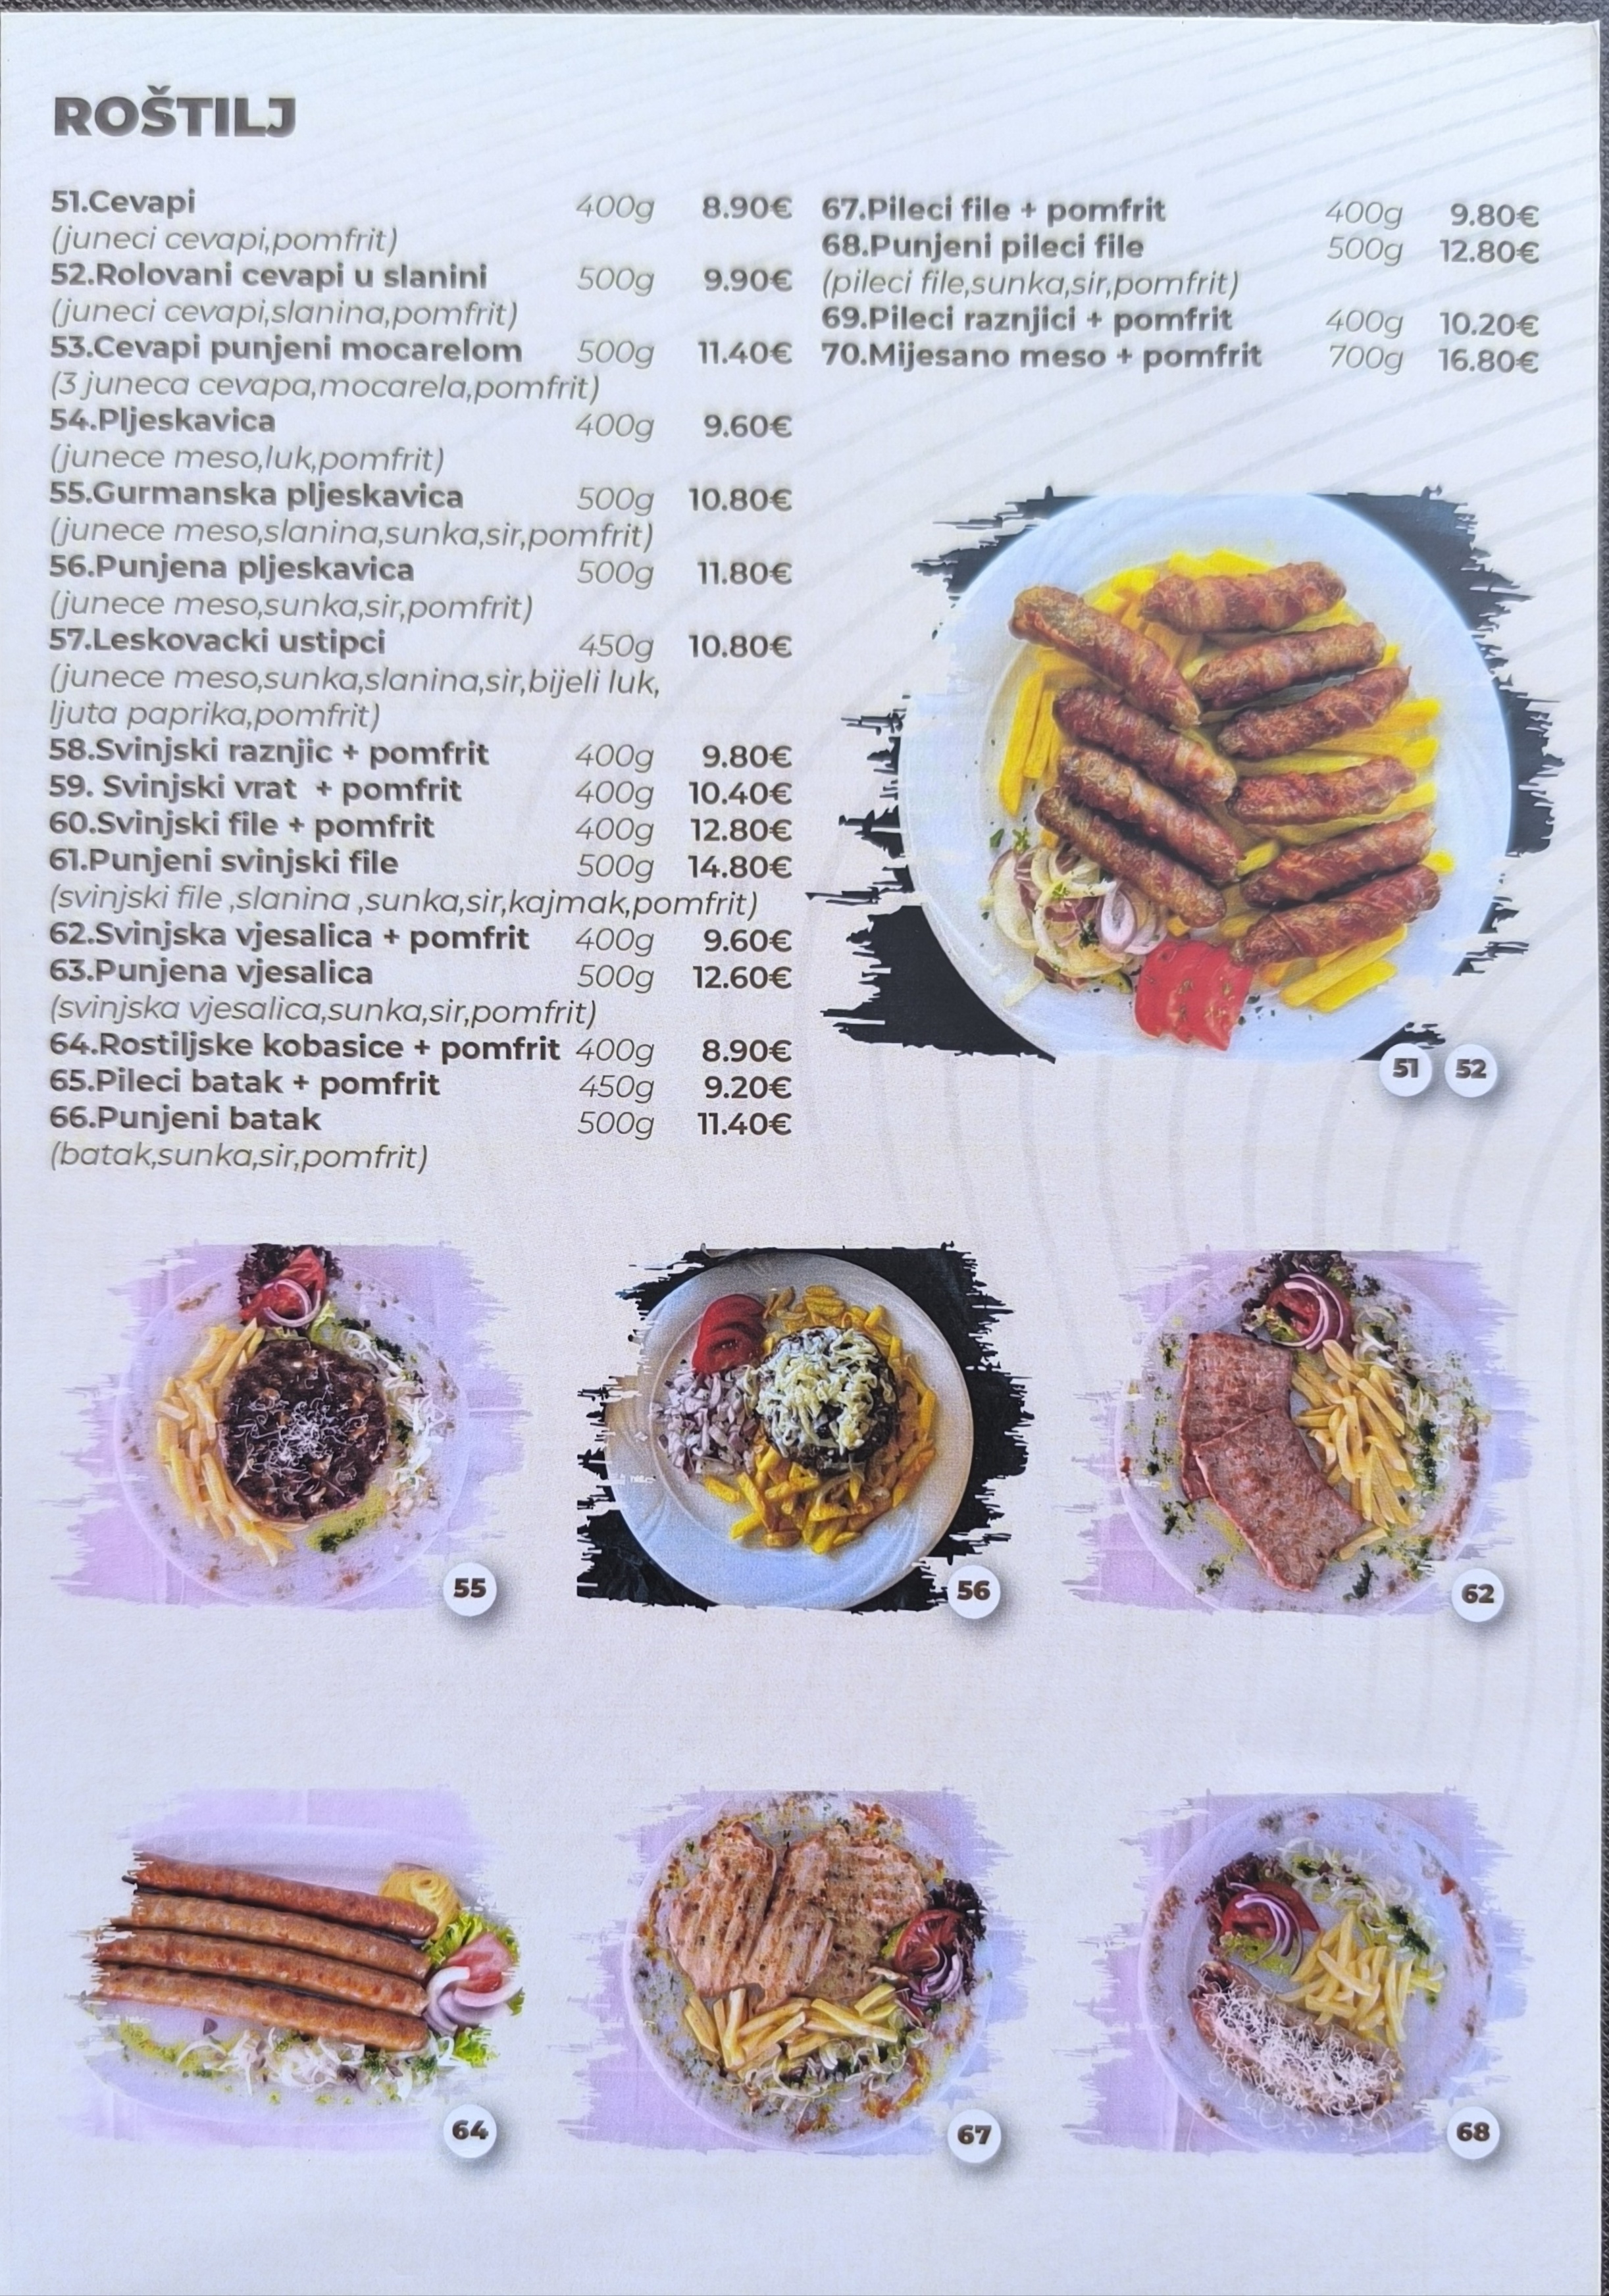 ROŠTILJ
51.Cevapi 400g 8.90€
(juneci cevapi,pomfrit)
52.Rolovani cevapi u slanini 500g 9.90€
(juneci cevapi,slanina,pomfrit)
53.Cevapi punjeni mocarelom 500g 11.40€
(3 juneca cevapa,mocarela,pomfrit)
54.Pljeskavica 400g 9.60€
(junece meso,luk,pomfrit)
55.Gurmanska pljeskavica 500g 10.80€
(junece meso,slanina,sunka,sir,pomfrit)
56.Punjena pljeskavica 500g 11.80€
(junece meso,sunka,sir,pomfrit)
57.Leskovacki ustipci 450g 10.80€
(junece meso,sunka,slanina,sir,bijeli luk,
ljuta paprika,pomfrit)
58.Svinjski raznjic + pomfrit 400g 9.80€
59. Svinjski vrat + pomfrit 400g 10.40€
60.Svinjski file + pomfrit 400g 12.80€
61.Punjeni svinjski file 500g 14.80€
(svinjski file ,slanina ,sunka,sir,kajmak,pomfrit)
62.Svinjska vjesalica + pomfrit 400g 9.60€
63.Punjena vjesalica 500g 12.60€
(svinjska vjesalica,sunka,sir,pomfrit)
64.Rostiljske kobasice + pomfrit 400g 8.90€
65.Pileci batak + pomfrit 450g 9.20€
66.Punjeni batak 500g 11.40€
(batak,sunka,sir,pomfrit)
67.Pileci file + pomfrit 400g 9.80€
68.Punjeni pileci file 500g 12.80€
(pileci file,sunka,sir,pomfrit)
69.Pileci raznjici + pomfrit 400g 10.20€
70.Mijesano meso + pomfrit 700g 16.80€
51 52
55
56
62
64
67
68